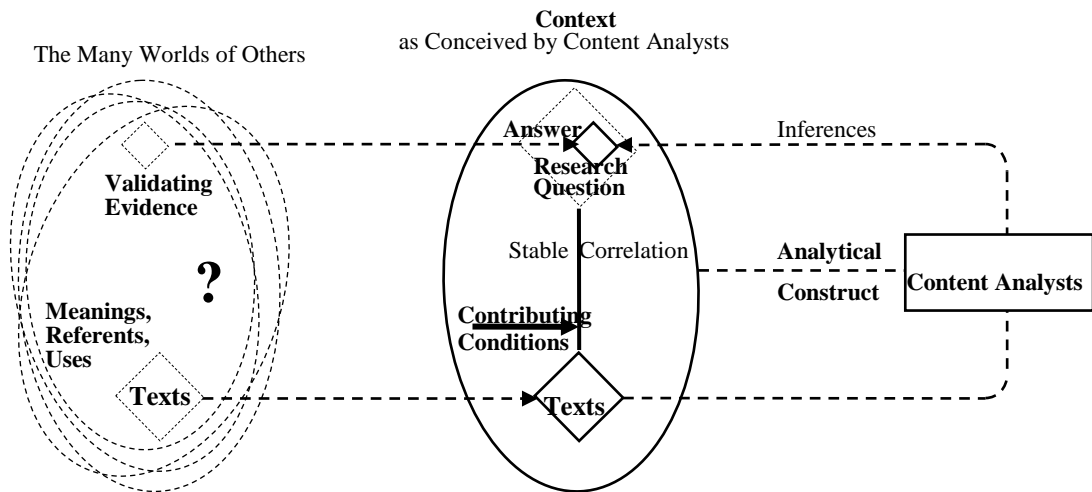 Context
as Conceived by Content Analysts
The Many Worlds of Others
Answer
Inferences
Validating
Evidence
Research
Question
?
Stable Correlation
Analytical
Construct
Content Analysts
Meanings,
Referents,
Uses
Contributing
Conditions
Texts
Texts